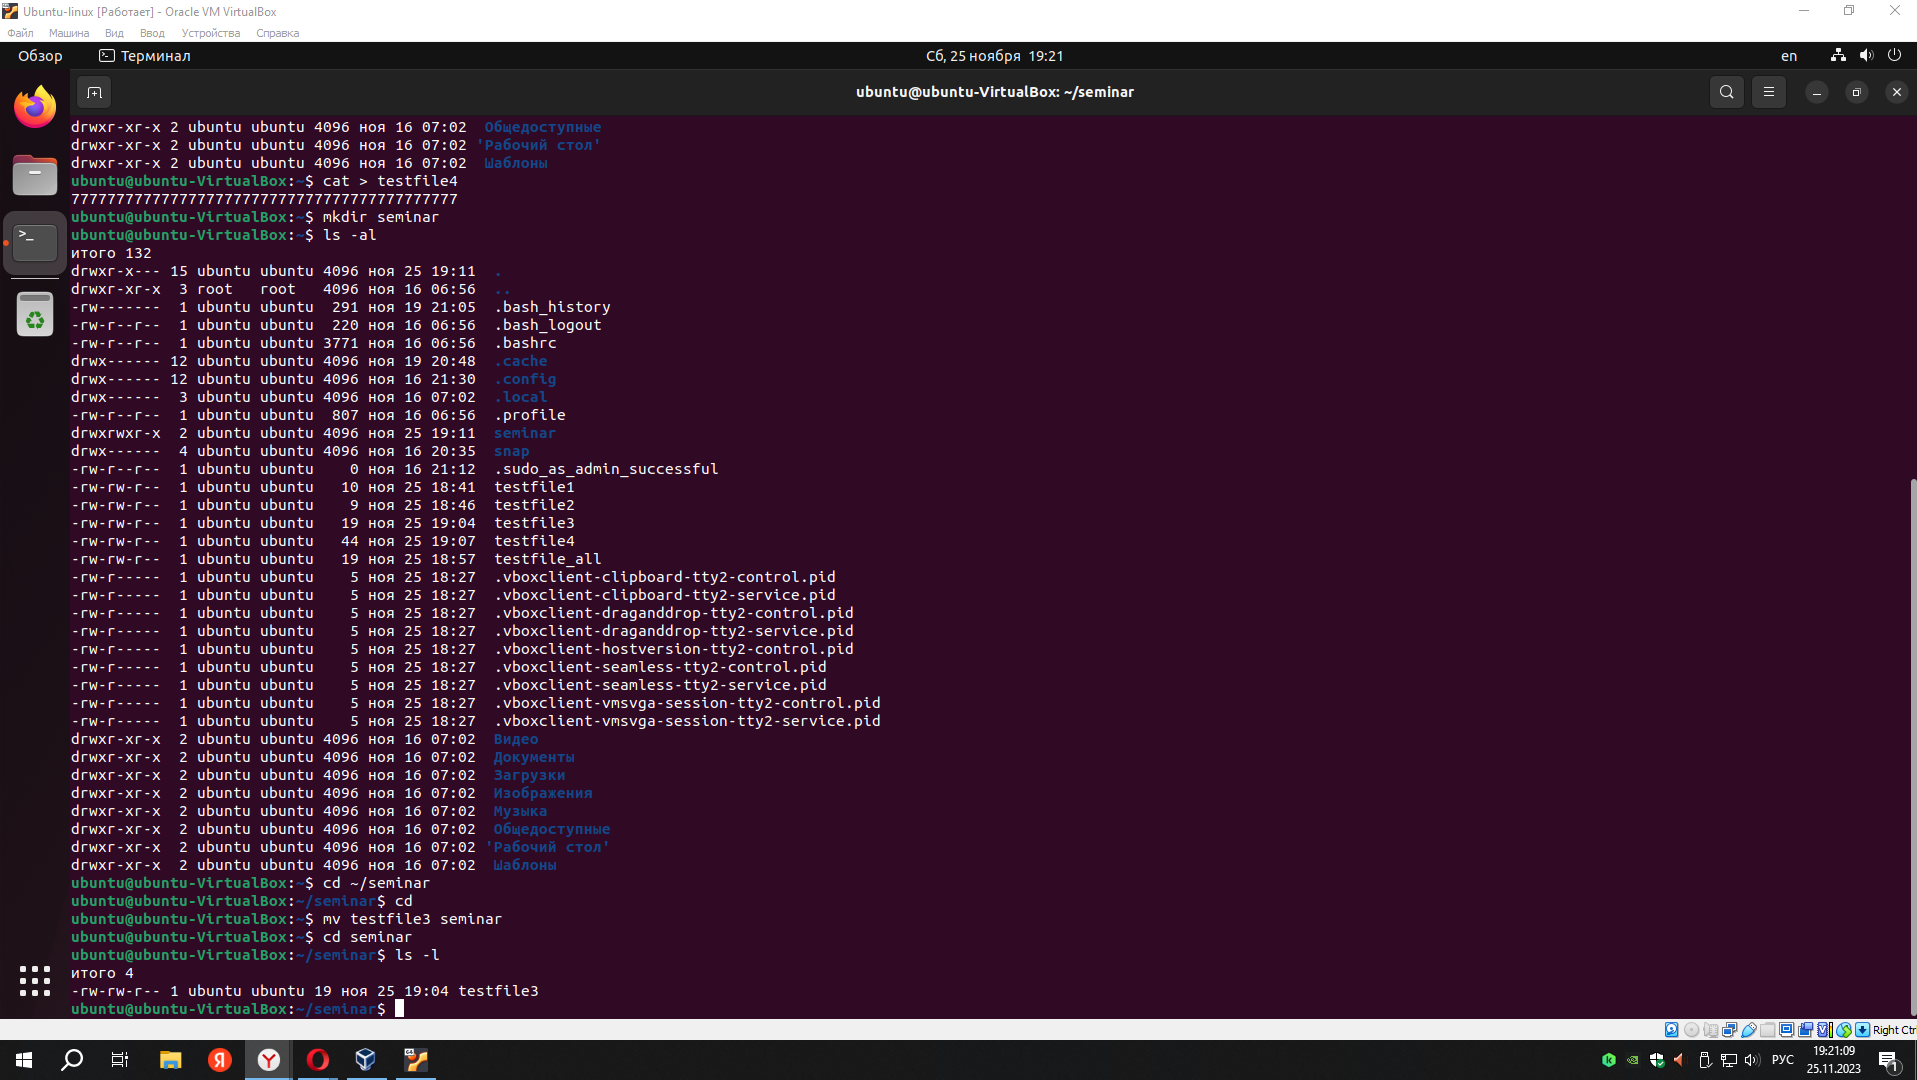 Ubuntu-linux [Работает] - Oracle VM VirtualBox
Файл Машина Вид Ввод Устройства Справка
Обзор Терминал Сб, 25 ноября 19:21 en
ubuntu@ubuntu-VirtualBox: ~/seminar
drwxr-xr-x 2 ubuntu ubuntu 4096 ноя 16 07:02  Общедоступные
drwxr-xr-x 2 ubuntu ubuntu 4096 ноя 16 07:02 'Рабочий стол'
drwxr-xr-x 2 ubuntu ubuntu 4096 ноя 16 07:02  Шаблоны
ubuntu@ubuntu-VirtualBox:~$ cat > testfile4
7777777777777777777777777777777777777777777
ubuntu@ubuntu-VirtualBox:~$ mkdir seminar
ubuntu@ubuntu-VirtualBox:~$ ls -al
итого 132
drwxr-x--- 15 ubuntu ubuntu 4096 ноя 25 19:11  .
drwxr-xr-x  3 root   root   4096 ноя 16 06:56  ..
-rw-------  1 ubuntu ubuntu  291 ноя 19 21:05  .bash_history
-rw-r--r--  1 ubuntu ubuntu  220 ноя 16 06:56  .bash_logout
-rw-r--r--  1 ubuntu ubuntu 3771 ноя 16 06:56  .bashrc
drwx------ 12 ubuntu ubuntu 4096 ноя 19 20:48  .cache
drwx------ 12 ubuntu ubuntu 4096 ноя 16 21:30  .config
drwx------  3 ubuntu ubuntu 4096 ноя 16 07:02  .local
-rw-r--r--  1 ubuntu ubuntu  807 ноя 16 06:56  .profile
drwxrwxr-x  2 ubuntu ubuntu 4096 ноя 25 19:11  seminar
drwx------  4 ubuntu ubuntu 4096 ноя 16 20:35  snap
-rw-r--r--  1 ubuntu ubuntu    0 ноя 16 21:12  .sudo_as_admin_successful
-rw-rw-r--  1 ubuntu ubuntu   10 ноя 25 18:41  testfile1
-rw-rw-r--  1 ubuntu ubuntu    9 ноя 25 18:46  testfile2
-rw-rw-r--  1 ubuntu ubuntu   19 ноя 25 19:04  testfile3
-rw-rw-r--  1 ubuntu ubuntu   44 ноя 25 19:07  testfile4
-rw-rw-r--  1 ubuntu ubuntu   19 ноя 25 18:57  testfile_all
-rw-r-----  1 ubuntu ubuntu    5 ноя 25 18:27  .vboxclient-clipboard-tty2-control.pid
-rw-r-----  1 ubuntu ubuntu    5 ноя 25 18:27  .vboxclient-clipboard-tty2-service.pid
-rw-r-----  1 ubuntu ubuntu    5 ноя 25 18:27  .vboxclient-draganddrop-tty2-control.pid
-rw-r-----  1 ubuntu ubuntu    5 ноя 25 18:27  .vboxclient-draganddrop-tty2-service.pid
-rw-r-----  1 ubuntu ubuntu    5 ноя 25 18:27  .vboxclient-hostversion-tty2-control.pid
-rw-r-----  1 ubuntu ubuntu    5 ноя 25 18:27  .vboxclient-seamless-tty2-control.pid
-rw-r-----  1 ubuntu ubuntu    5 ноя 25 18:27  .vboxclient-seamless-tty2-service.pid
-rw-r-----  1 ubuntu ubuntu    5 ноя 25 18:27  .vboxclient-vmsvga-session-tty2-control.pid
-rw-r-----  1 ubuntu ubuntu    5 ноя 25 18:27  .vboxclient-vmsvga-session-tty2-service.pid
drwxr-xr-x  2 ubuntu ubuntu 4096 ноя 16 07:02  Видео
drwxr-xr-x  2 ubuntu ubuntu 4096 ноя 16 07:02  Документы
drwxr-xr-x  2 ubuntu ubuntu 4096 ноя 16 07:02  Загрузки
drwxr-xr-x  2 ubuntu ubuntu 4096 ноя 16 07:02  Изображения
drwxr-xr-x  2 ubuntu ubuntu 4096 ноя 16 07:02  Музыка
drwxr-xr-x  2 ubuntu ubuntu 4096 ноя 16 07:02  Общедоступные
drwxr-xr-x  2 ubuntu ubuntu 4096 ноя 16 07:02 'Рабочий стол'
drwxr-xr-x  2 ubuntu ubuntu 4096 ноя 16 07:02  Шаблоны
ubuntu@ubuntu-VirtualBox:~$ cd ~/seminar
ubuntu@ubuntu-VirtualBox:~/seminar$ cd
ubuntu@ubuntu-VirtualBox:~$ mv testfile3 seminar
ubuntu@ubuntu-VirtualBox:~$ cd seminar
ubuntu@ubuntu-VirtualBox:~/seminar$ ls -l
итого 4
-rw-rw-r-- 1 ubuntu ubuntu 19 ноя 25 19:04 testfile3
ubuntu@ubuntu-VirtualBox:~/seminar$
Right Ctrl
РУС 19:21:09
25.11.2023
1